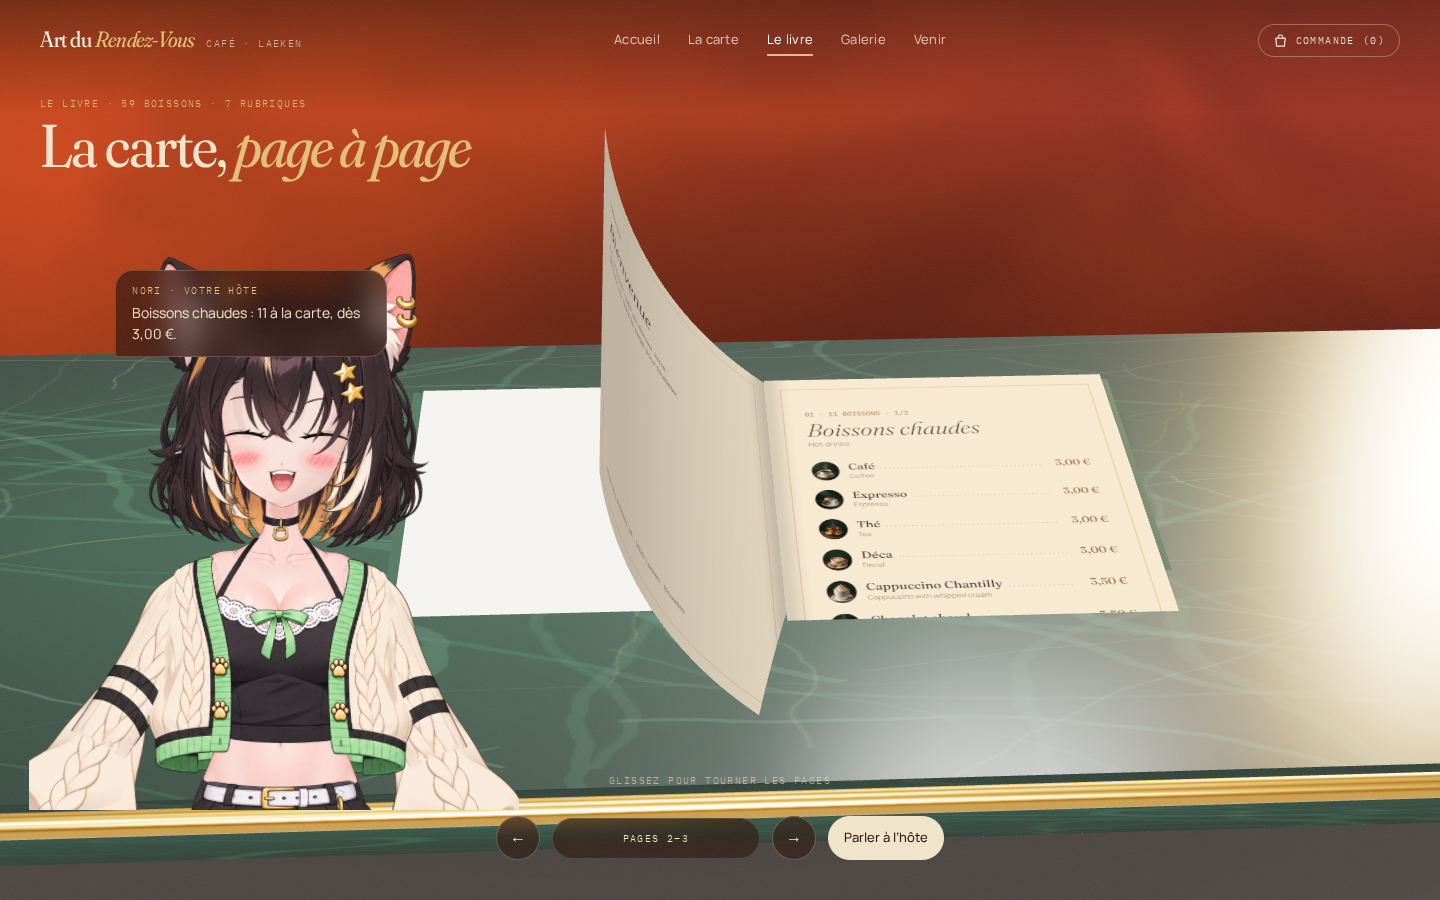 Art du Rendez-Vous CAFÉ · LAEKEN
Accueil
La carte
Le livre
Galerie
Venir
COMMANDE (0)
LE LIVRE · 59 BOISSONS · 7 RUBRIQUES
La carte, page à page
NORI · VOTRE HÔTE
Boissons chaudes : 11 à la carte, dès
3,00 €.
Bienvenue
01 · 11 BOISSONS · 1/2
Boissons chaudes
Hot drinks
Café 3,00 €
Coffee
Expresso 3,00 €
Espresso
Thé 3,00 €
Tea
Déca 3,00 €
Decaf
Cappuccino Chantilly 3,50 €
Cappuccino with whipped cream
GLISSEZ POUR TOURNER LES PAGES
←
PAGES 2–3
→
Parler à l'hôte